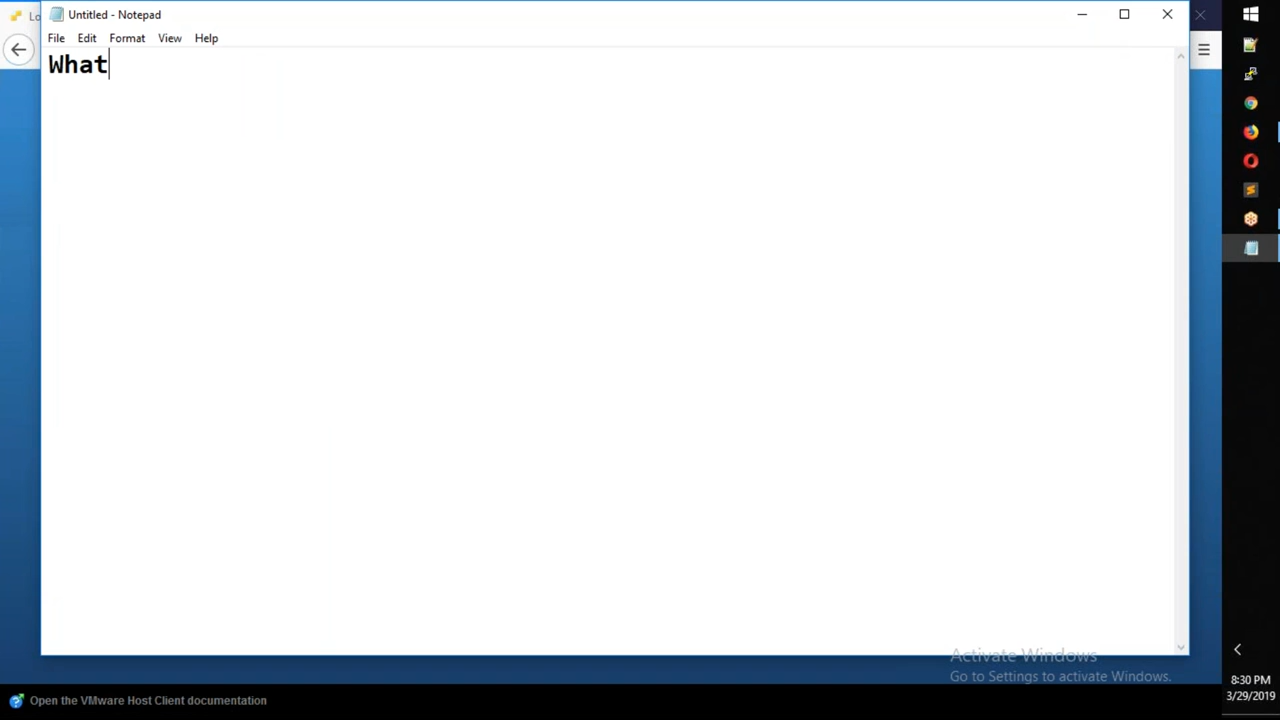 Lo
Untitled - Notepad
File Edit Format View Help
What
Activate Windows
Go to Settings to activate Windows.
Open the VMware Host Client documentation
8:30 PM
3/29/2019